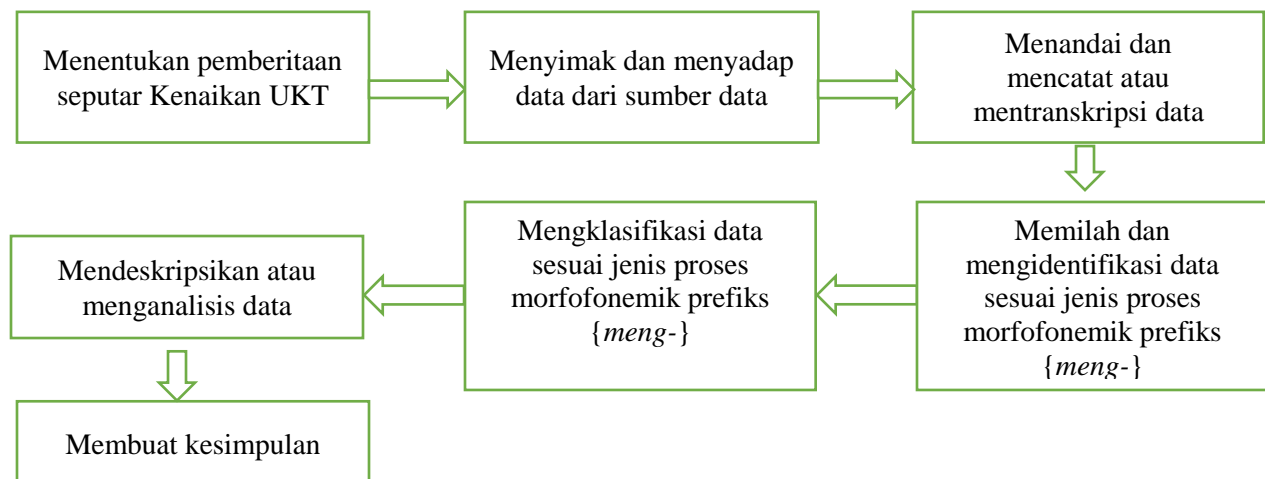 Menentukan pemberitaan
seputar Kenaikan UKT
Menyimak dan menyadap
data dari sumber data
Menandai dan
mencatat atau
mentranskripsi data
Memilah dan
mengidentifikasi data
sesuai jenis proses
morfofonemik prefiks
{meng-}
Mengklasifikasi data
sesuai jenis proses
morfofonemik prefiks
{meng-}
Mendeskripsikan atau
menganalisis data
Membuat kesimpulan